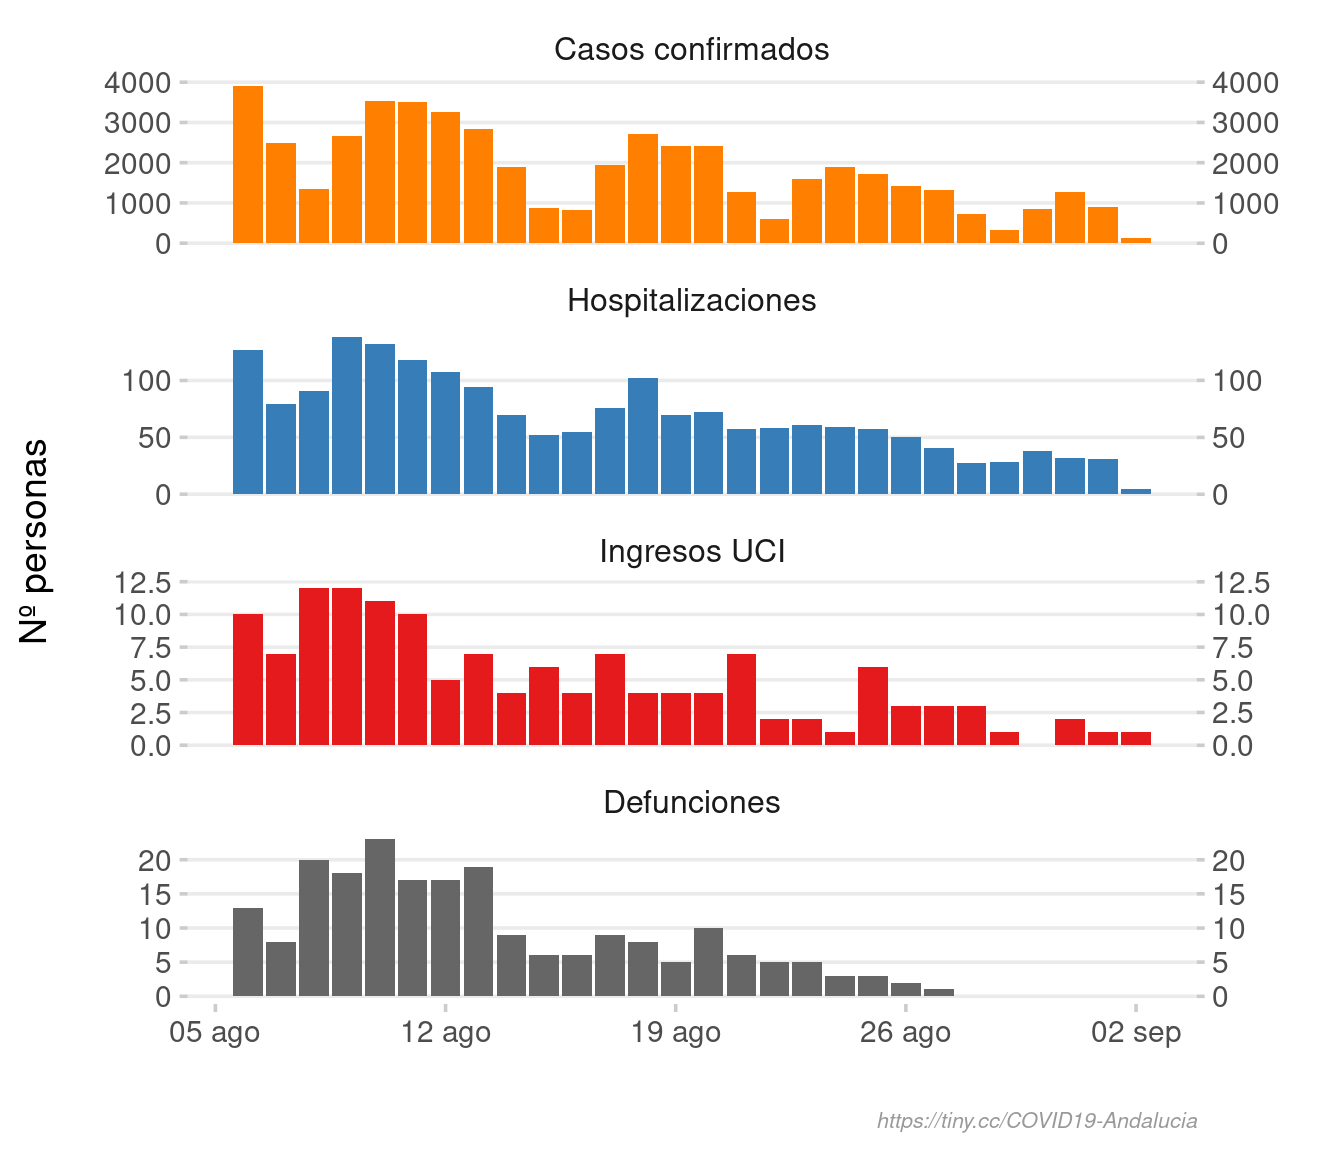 Casos confirmados
4000 4000
3000 3000
2000 2000
1000 1000
0 0
Hospitalizaciones
100 100
50 50
0 0
Nº personas
Ingresos UCI
12.5 12.5
10.0 10.0
7.5 7.5
5.0 5.0
2.5 2.5
0.0 0.0
Defunciones
20 20
15 15
10 10
5 5
0 0
05 ago 12 ago 19 ago 26 ago 02 sep
https://tiny.cc/COVID19-Andalucia